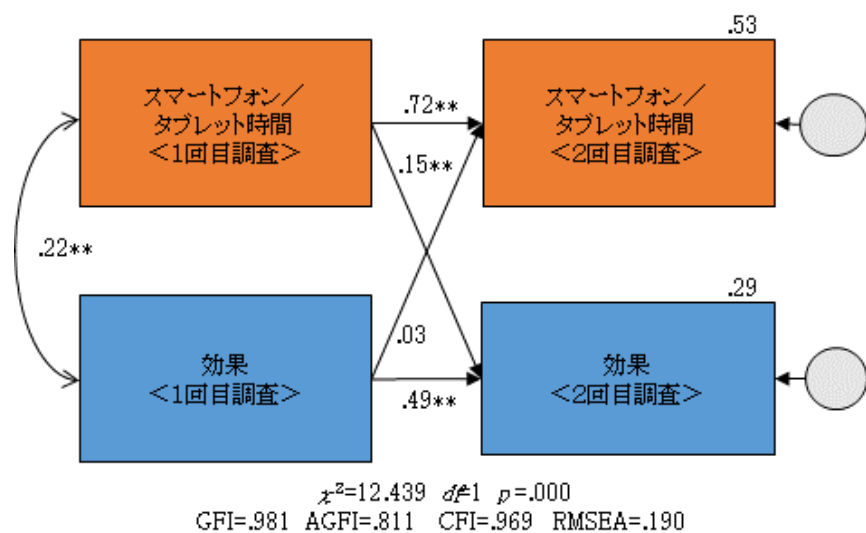 .53
スマートフォン／
タブレット時間
＜1回目調査＞
.72**
スマートフォン／
タブレット時間
＜2回目調査＞
.15**
.22**
.29
効果
＜1回目調査＞
.03
.49**
効果
＜2回目調査＞
χ²=12.439 df=1 p=.000
GFI=.981 AGFI=.811 CFI=.969 RMSEA=.190